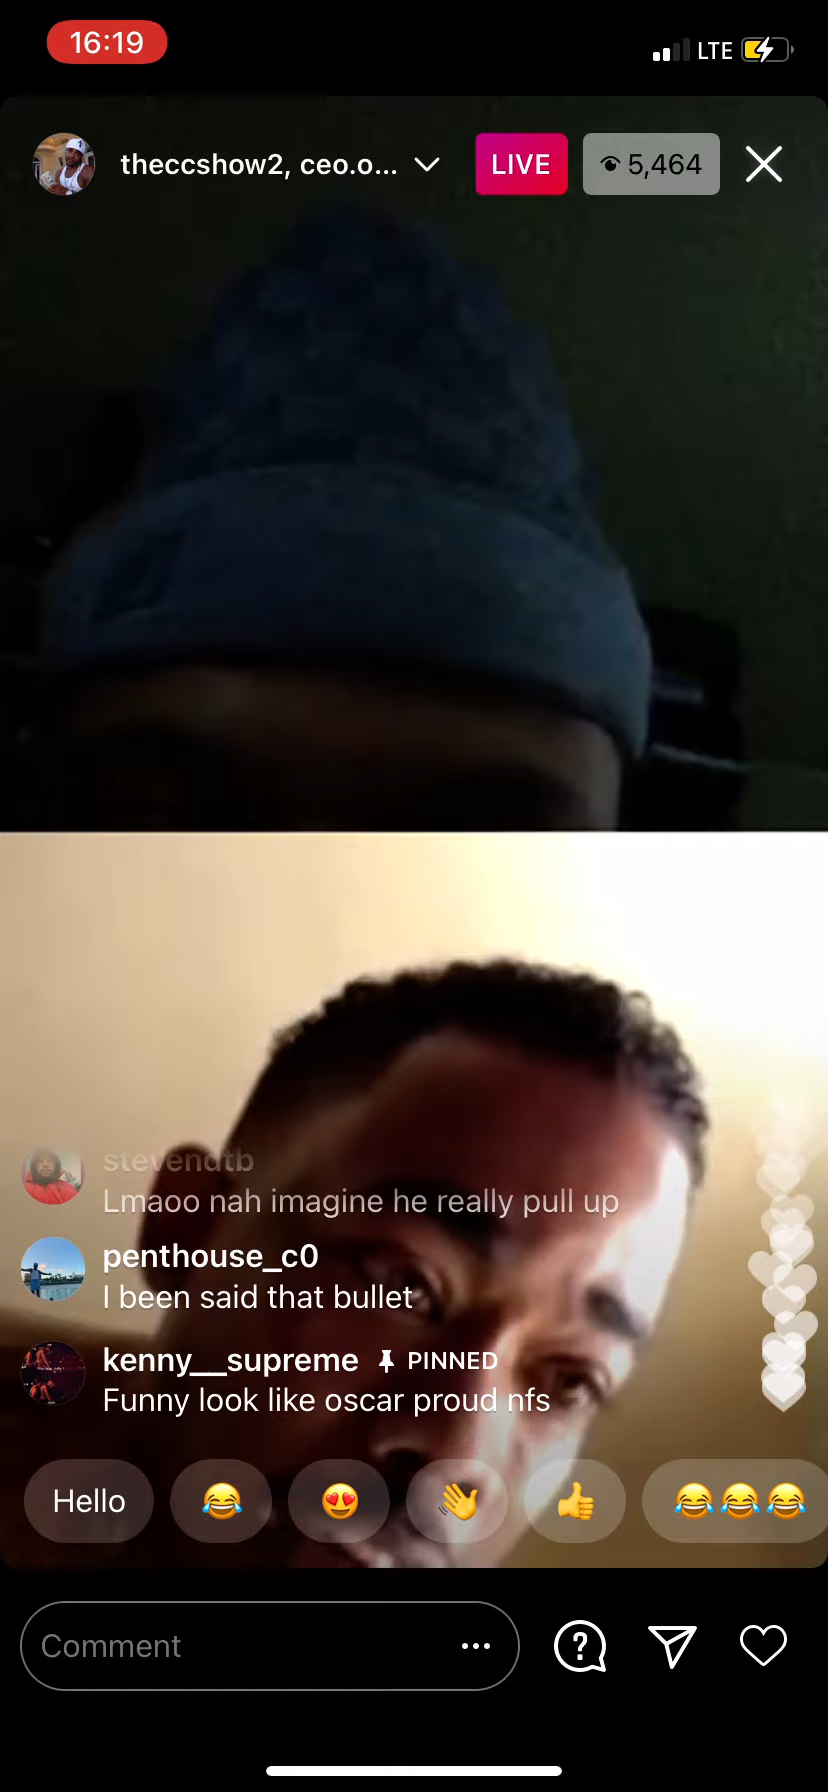 16:19
LTE
theccshow2, ceo.o...
LIVE
5,464
stevendtb
Lmaoo nah imagine he really pull up
penthouse_c0
I been said that bullet
kenny__supreme PINNED
Funny look like oscar proud nfs
Hello
Comment